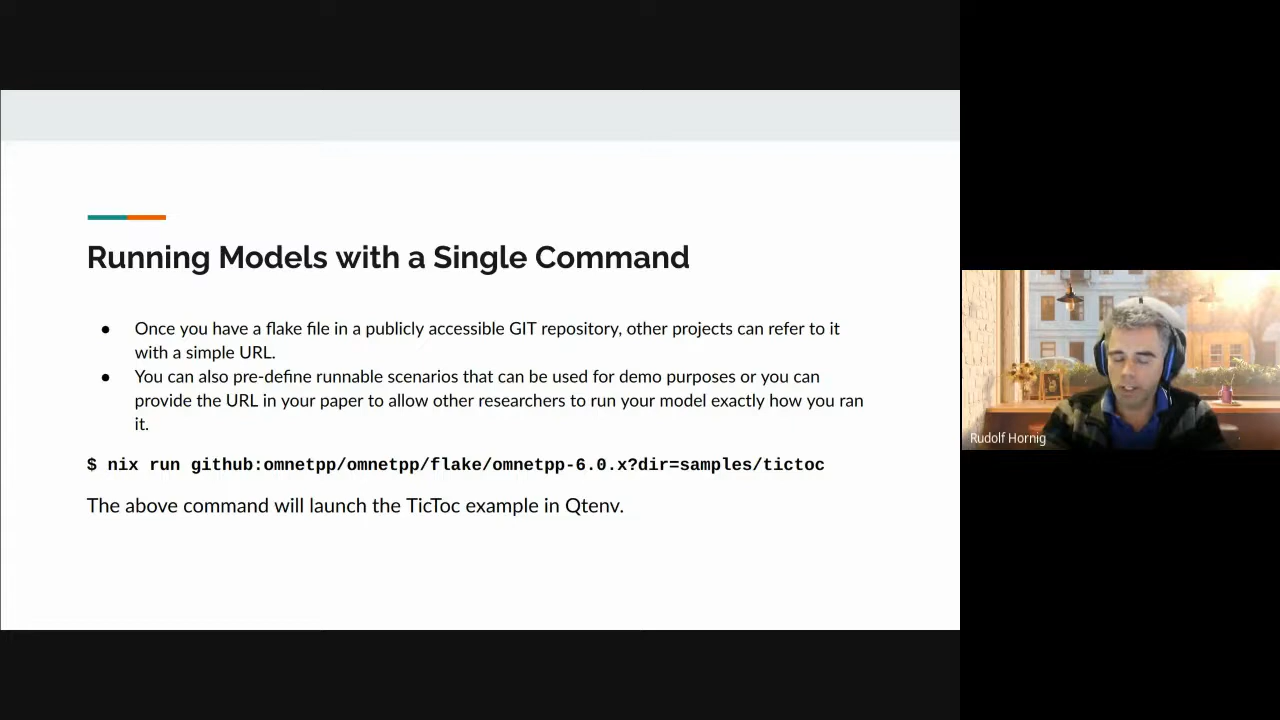 Running Models with a Single Command
● Once you have a flake file in a publicly accessible GIT repository, other projects can refer to it
with a simple URL.
● You can also pre-define runnable scenarios that can be used for demo purposes or you can
provide the URL in your paper to allow other researchers to run your model exactly how you ran
it.
$ nix run github:omnetpp/omnetpp/flake/omnetpp-6.0.x?dir=samples/tictoc
The above command will launch the TicToc example in Qtenv.
Rudolf Hornig